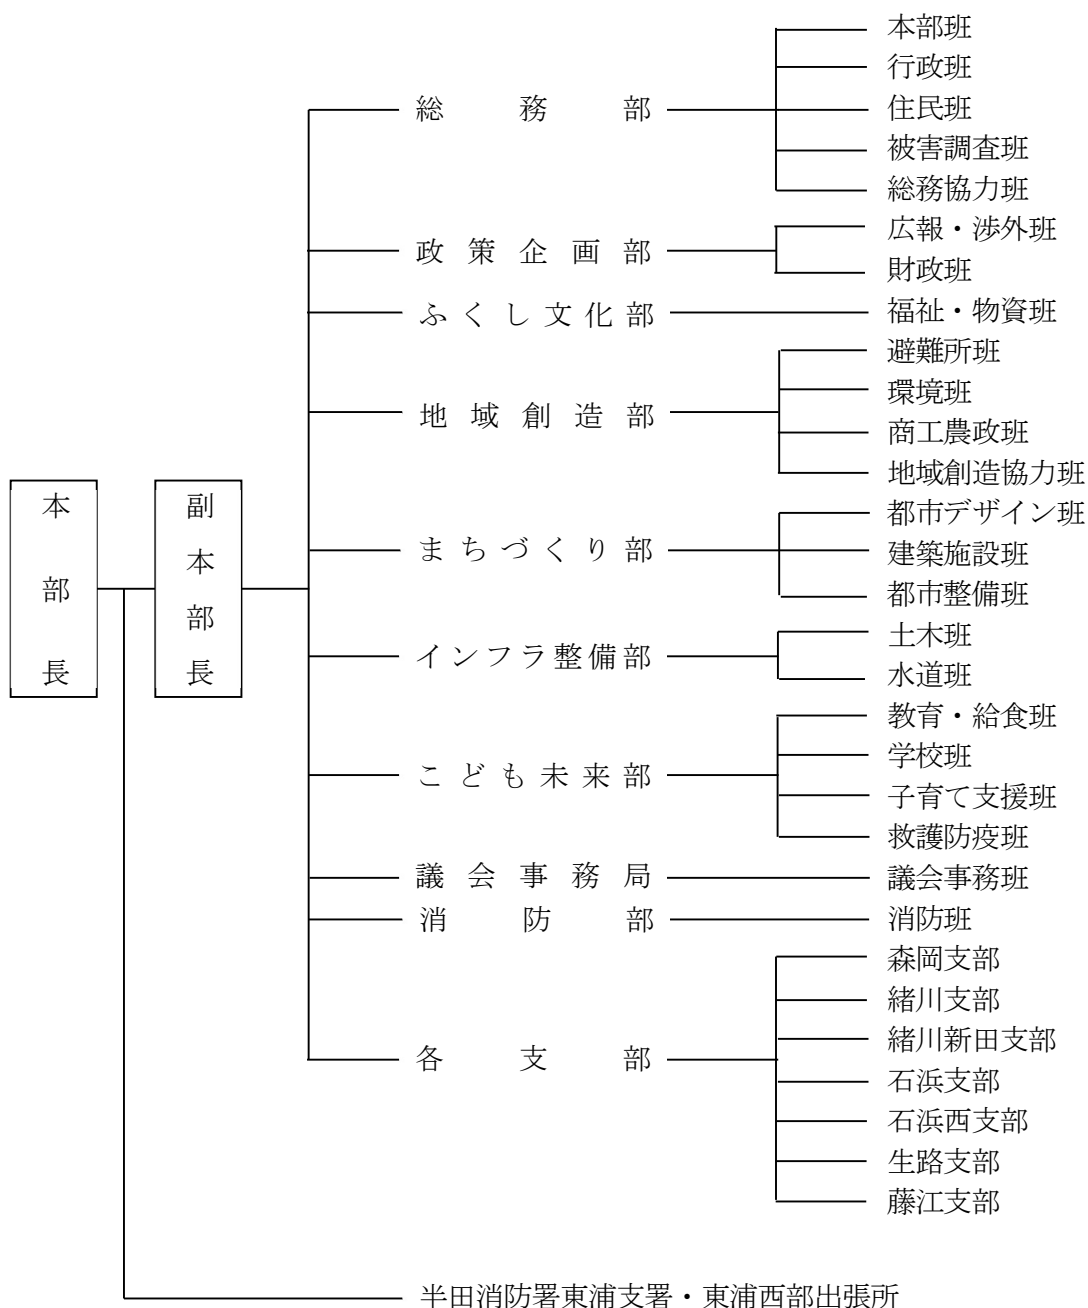 本部長
副本部長
総務部
本部班
行政班
住民班
被害調査班
総務協力班
政策企画部
広報・渉外班
財政班
ふくし文化部
福祉・物資班
地域創造部
避難所班
環境班
商工農政班
地域創造協力班
まちづくり部
都市デザイン班
建築施設班
都市整備班
インフラ整備部
土木班
水道班
こども未来部
教育・給食班
学校班
子育て支援班
救護防疫班
議会事務局
議会事務班
消防部
消防班
各支部
森岡支部
緒川支部
緒川新田支部
石浜支部
石浜西支部
生路支部
藤江支部
半田消防署東浦支署・東浦西部出張所